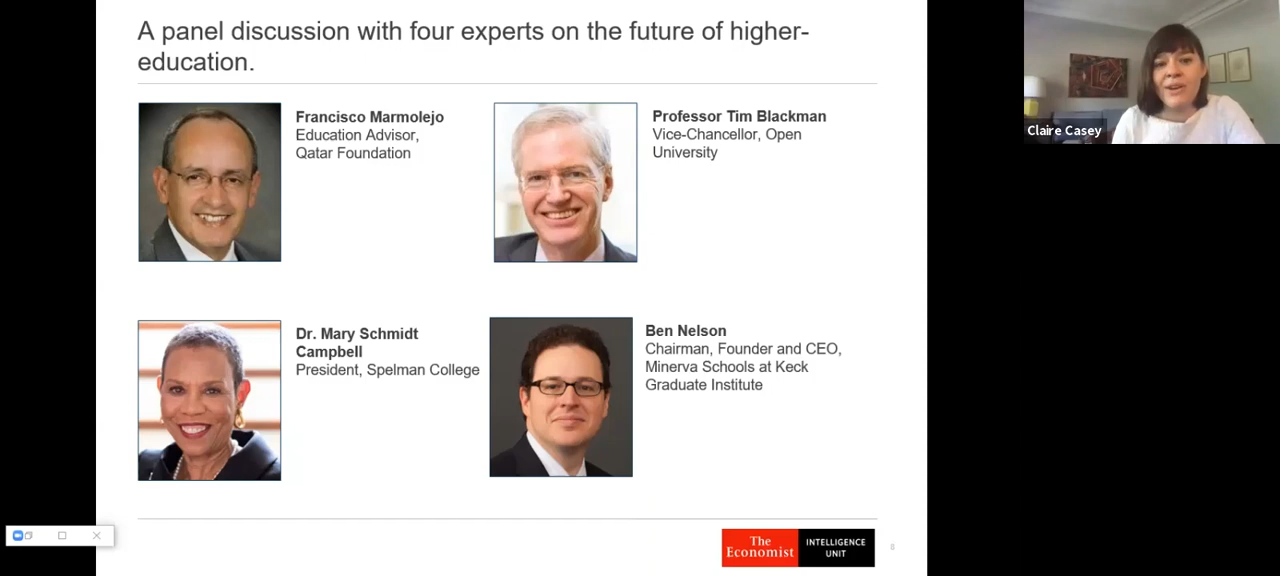 A panel discussion with four experts on the future of higher-
education.
Francisco Marmolejo
Education Advisor,
Qatar Foundation
Professor Tim Blackman
Vice-Chancellor, Open
University
Dr. Mary Schmidt
Campbell
President, Spelman College
Ben Nelson
Chairman, Founder and CEO,
Minerva Schools at Keck
Graduate Institute
Claire Casey
The
Economist
INTELLIGENCE
UNIT